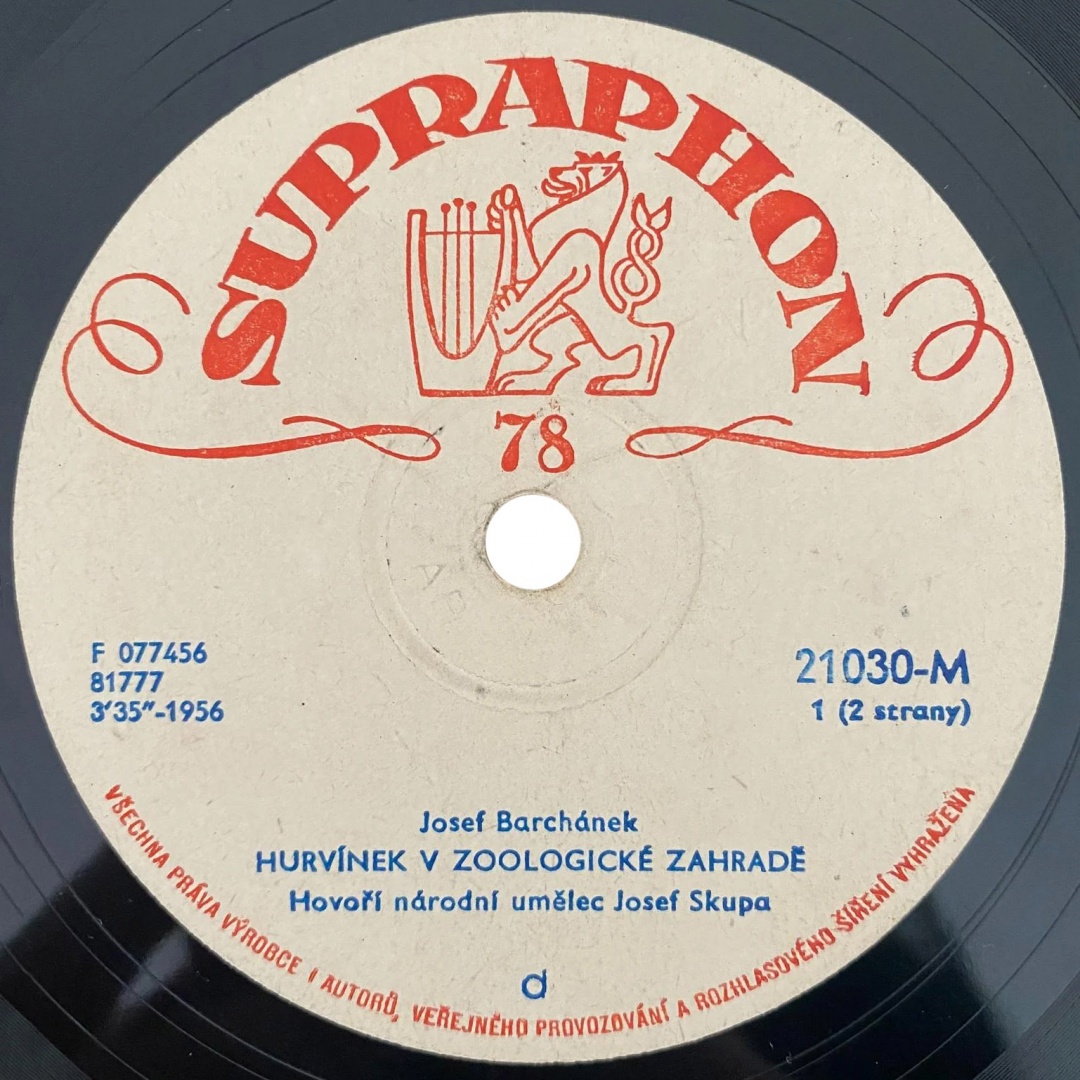 SUPRAPHON
78
F 077456
81777
3′35″-1956
21030-M
1 (2 strany)
Josef Barchánek
HURVÍNEK V ZOOLOGICKÉ ZAHRADĚ
Hovoří národní umělec Josef Skupa
d
VŠECHNA PRÁVA VÝROBCE I AUTORŮ, VEŘEJNÉHO PROVOZOVÁNÍ A ROZHLASOVÉHO ŠÍŘENÍ VYHRAŽENA